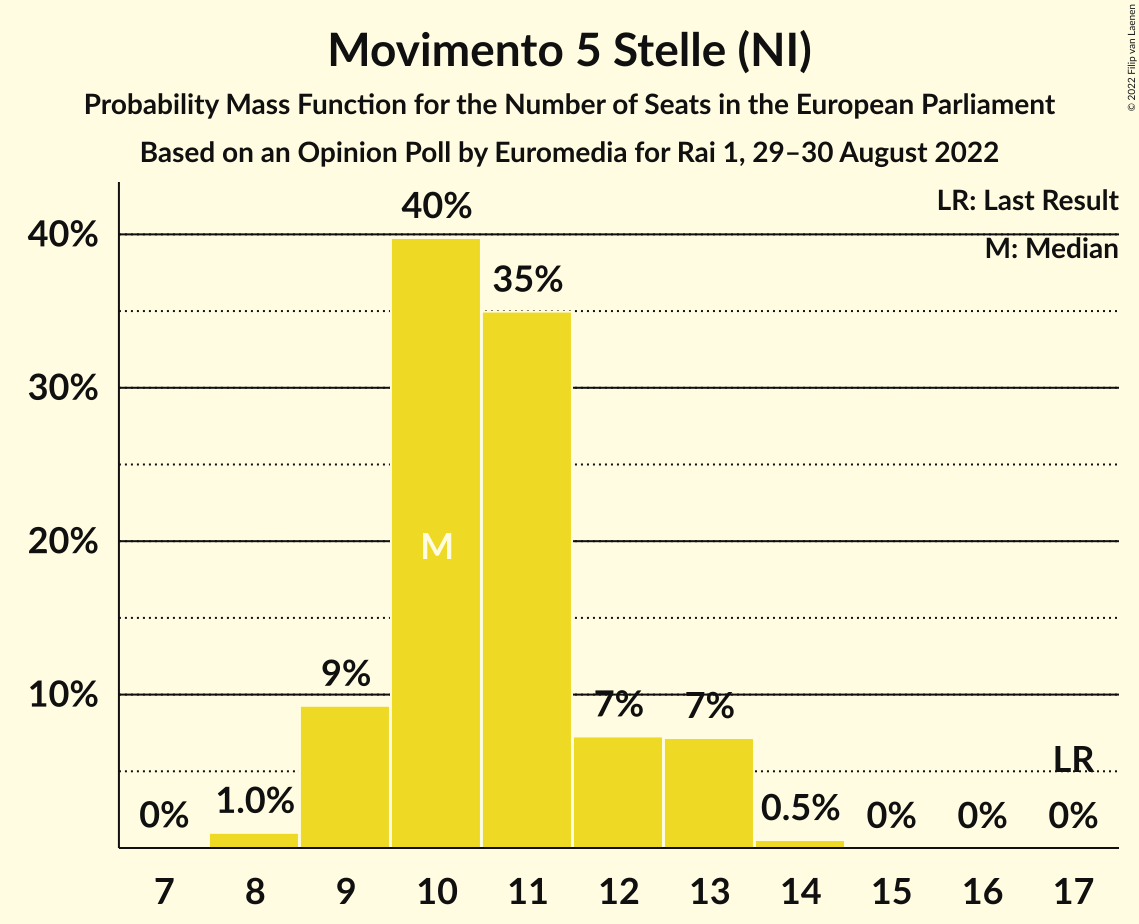 Movimento 5 Stelle (NI)
Probability Mass Function for the Number of Seats in the European Parliament
Based on an Opinion Poll by Euromedia for Rai 1, 29–30 August 2022
© 2022 Filip van Laenen
LR: Last Result
M: Median
40%
30%
20%
10%
0%
1.0%
9%
40%
35%
7%
7%
0.5%
0%
0%
0%
LR
M
7 8 9 10 11 12 13 14 15 16 17